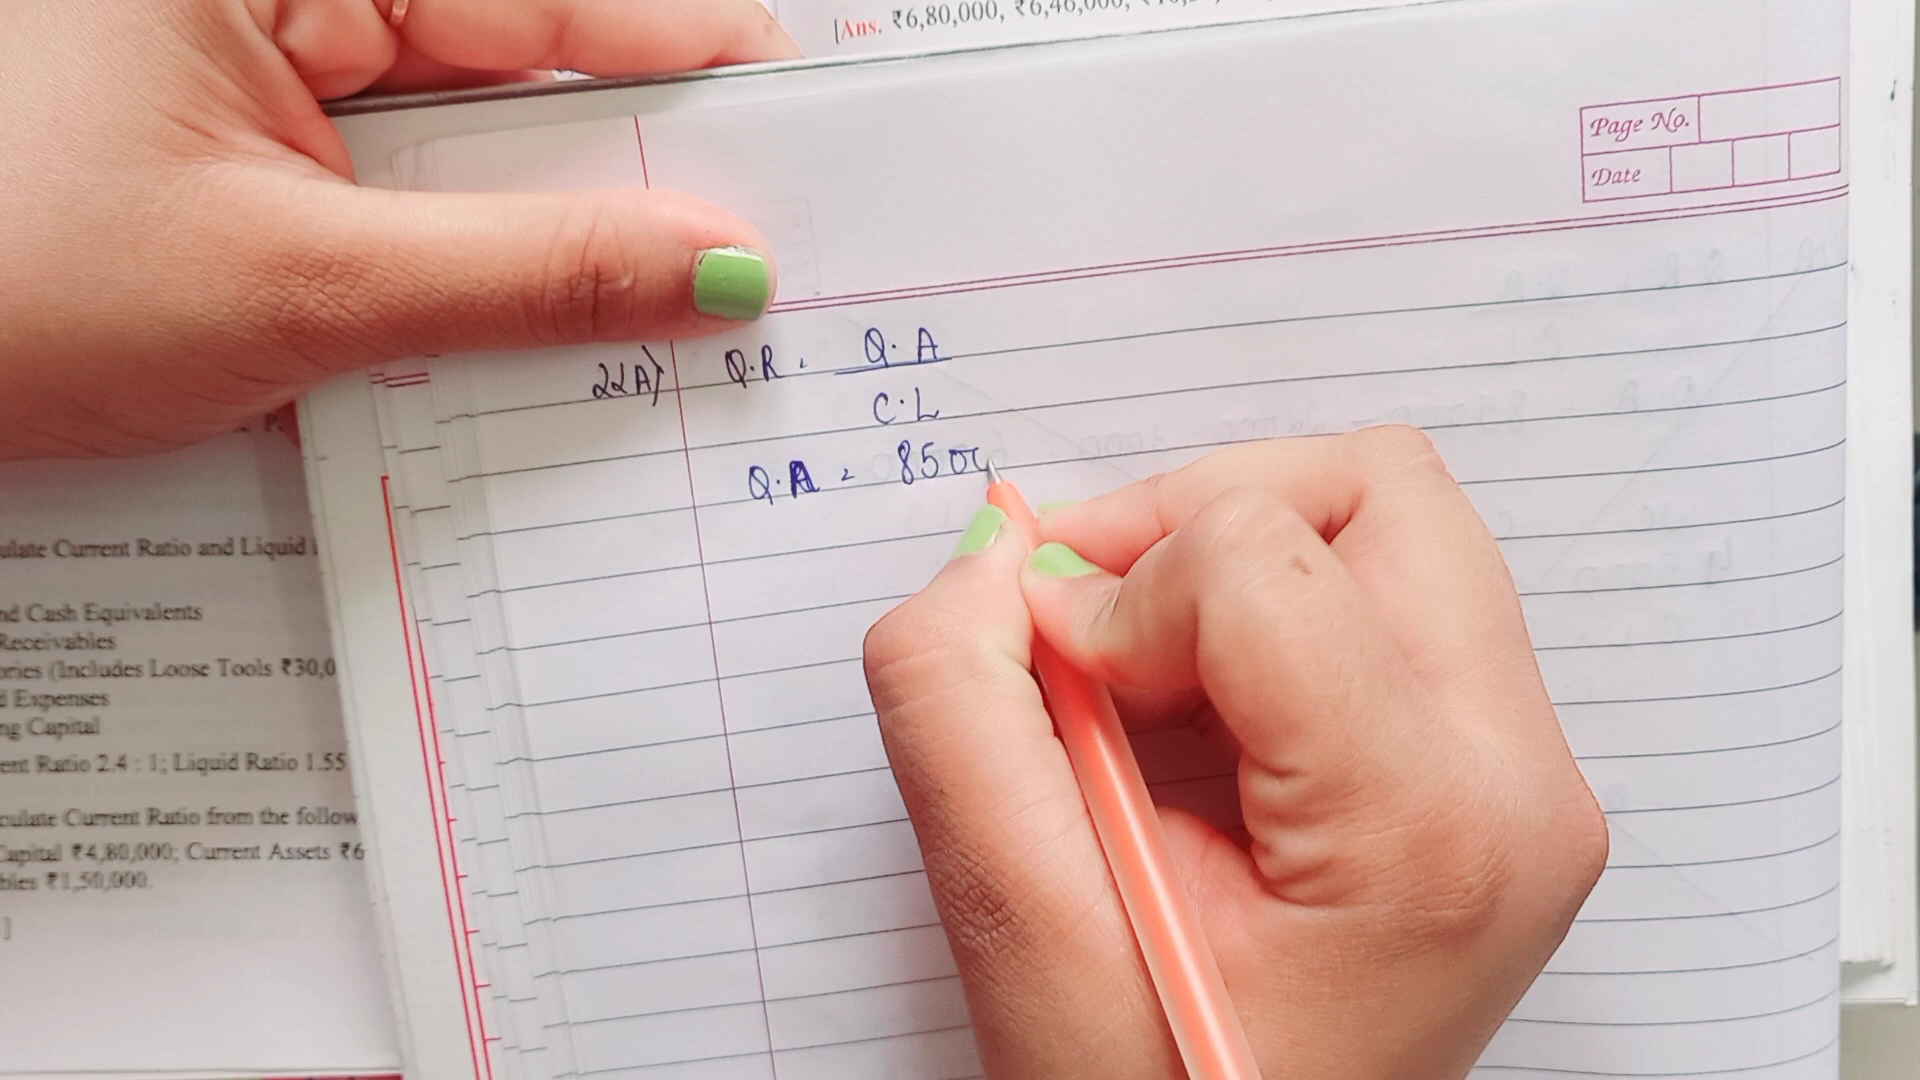 [Ans. ₹6,80,000, ₹6,46,000,
Page No.
Date
22A) Q.R = Q.A
C.L
Q.A = 8500
ulate Current Ratio and Liquid
nd Cash Equivalents
Receivables
ories (Includes Loose Tools ₹30,0
d Expenses
ng Capital
ent Ratio 2.4 : 1; Liquid Ratio 1.55
culate Current Ratio from the follow
Capital ₹4,80,000; Current Assets ₹6
bles ₹1,50,000.
]